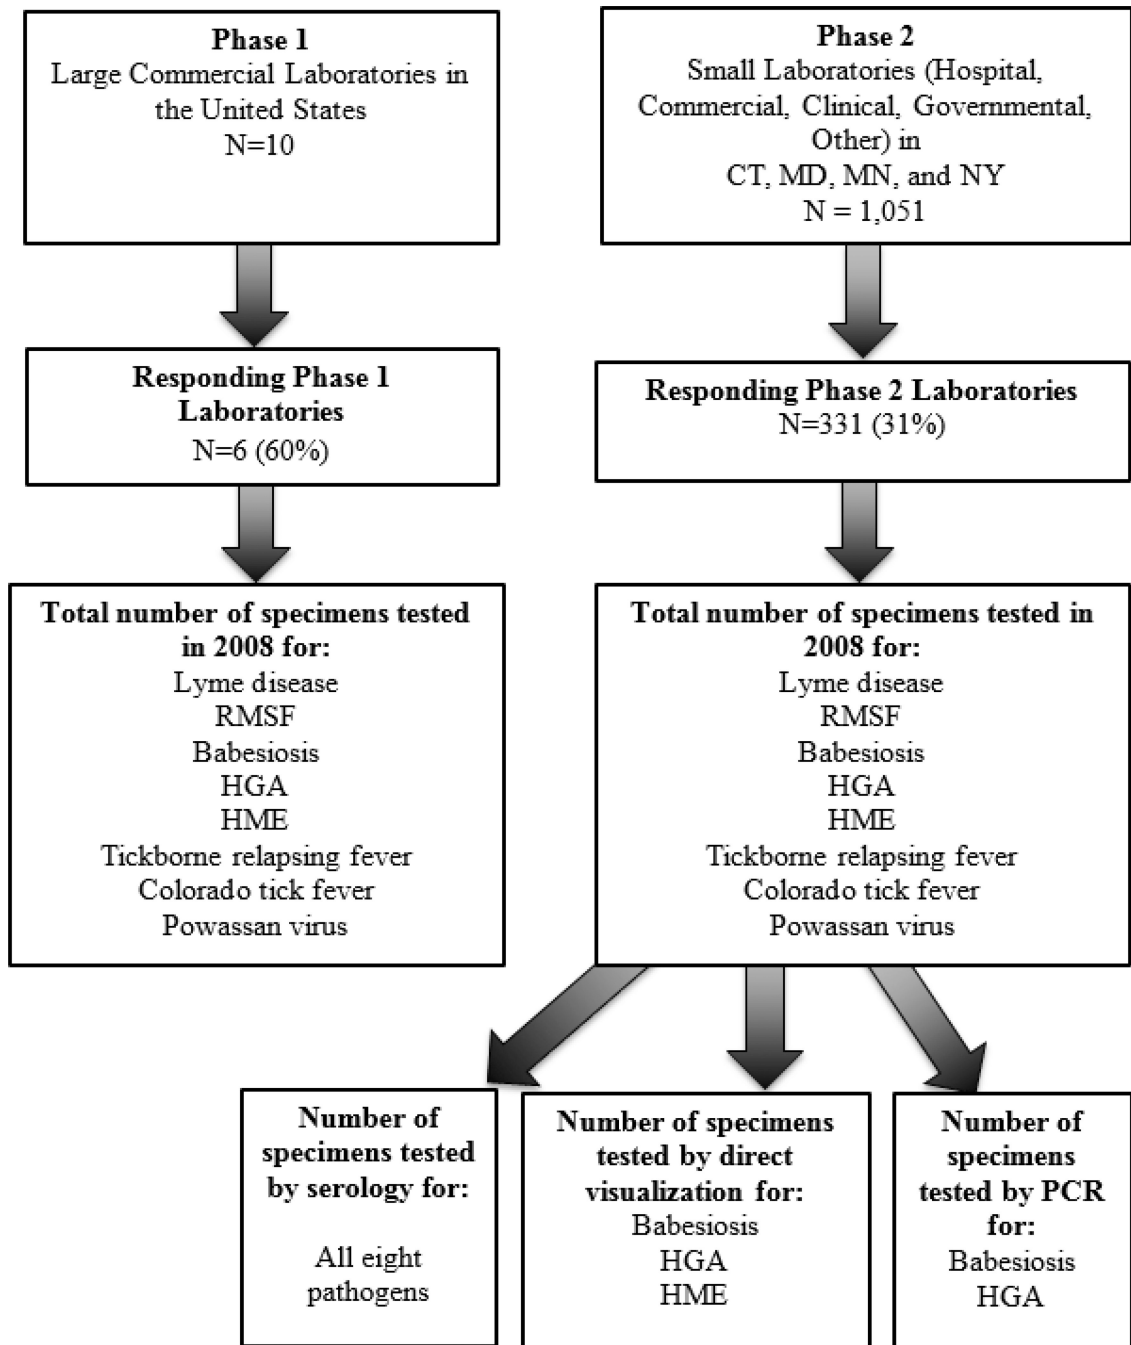 Phase 1
Large Commercial Laboratories in
the United States
N=10
Phase 2
Small Laboratories (Hospital,
Commercial, Clinical, Governmental,
Other) in
CT, MD, MN, and NY
N = 1,051
Responding Phase 1
Laboratories
N=6 (60%)
Responding Phase 2 Laboratories
N=331 (31%)
Total number of specimens tested
in 2008 for:
Lyme disease
RMSF
Babesiosis
HGA
HME
Tickborne relapsing fever
Colorado tick fever
Powassan virus
Total number of specimens tested in
2008 for:
Lyme disease
RMSF
Babesiosis
HGA
HME
Tickborne relapsing fever
Colorado tick fever
Powassan virus
Number of
specimens tested
by serology for:
All eight
pathogens
Number of specimens
tested by direct
visualization for:
Babesiosis
HGA
HME
Number of
specimens
tested by PCR
for:
Babesiosis
HGA